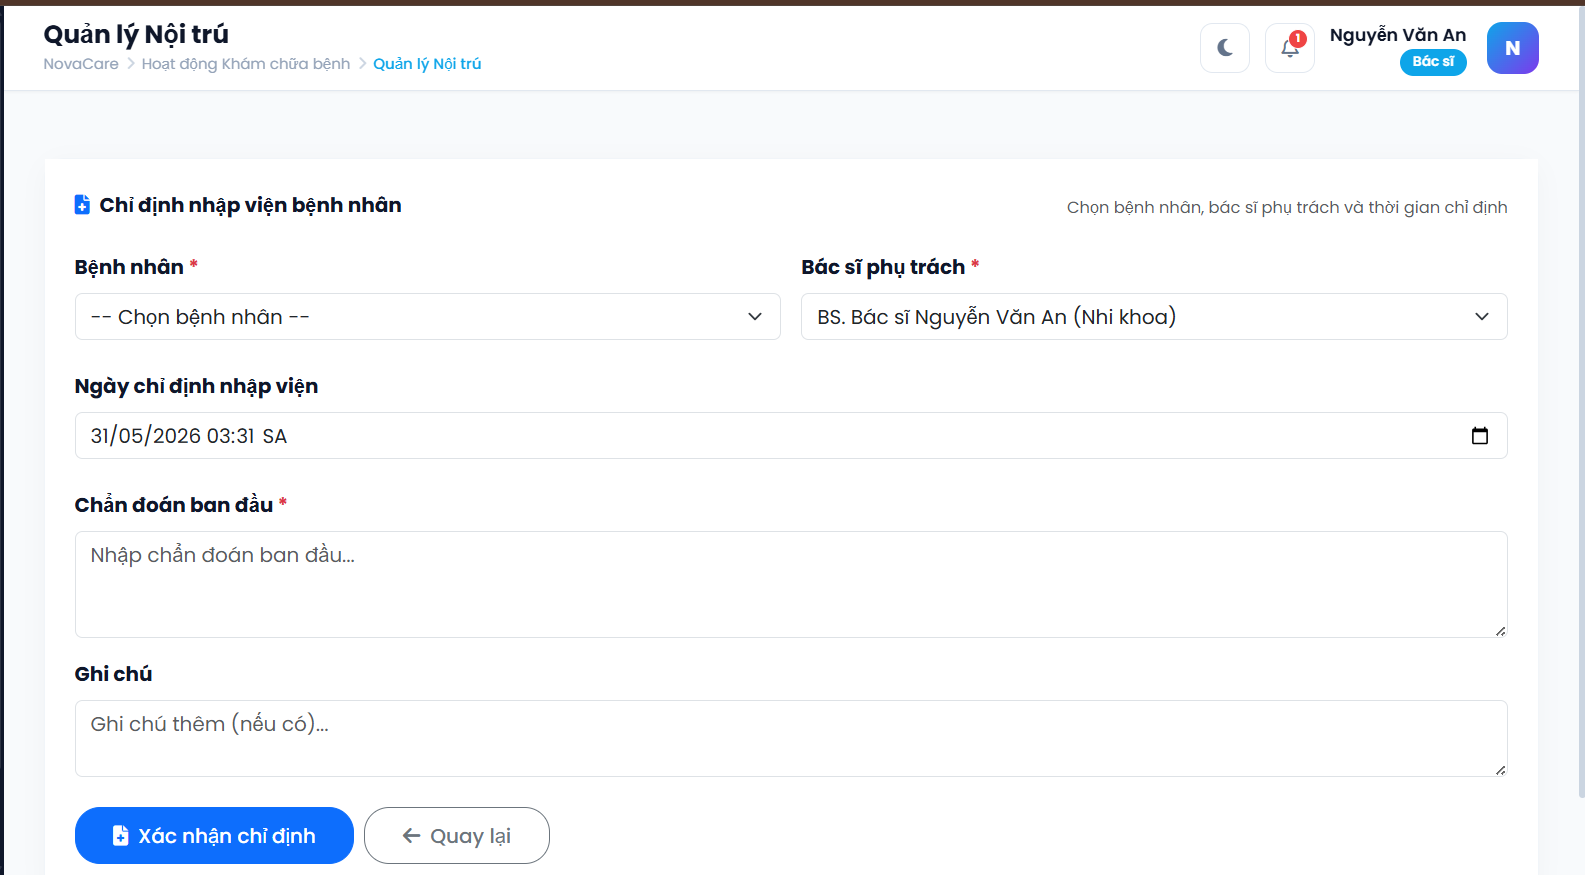 Quản lý Nội trú
NovaCare > Hoạt động Khám chữa bệnh > Quản lý Nội trú
1
Nguyễn Văn An
Bác sĩ
N
Chỉ định nhập viện bệnh nhân
Chọn bệnh nhân, bác sĩ phụ trách và thời gian chỉ định
Bệnh nhân *
-- Chọn bệnh nhân --
Bác sĩ phụ trách *
BS. Bác sĩ Nguyễn Văn An (Nhi khoa)
Ngày chỉ định nhập viện
31/05/2026 03:31 SA
Chẩn đoán ban đầu *
Nhập chẩn đoán ban đầu...
Ghi chú
Ghi chú thêm (nếu có)...
Xác nhận chỉ định
Quay lại